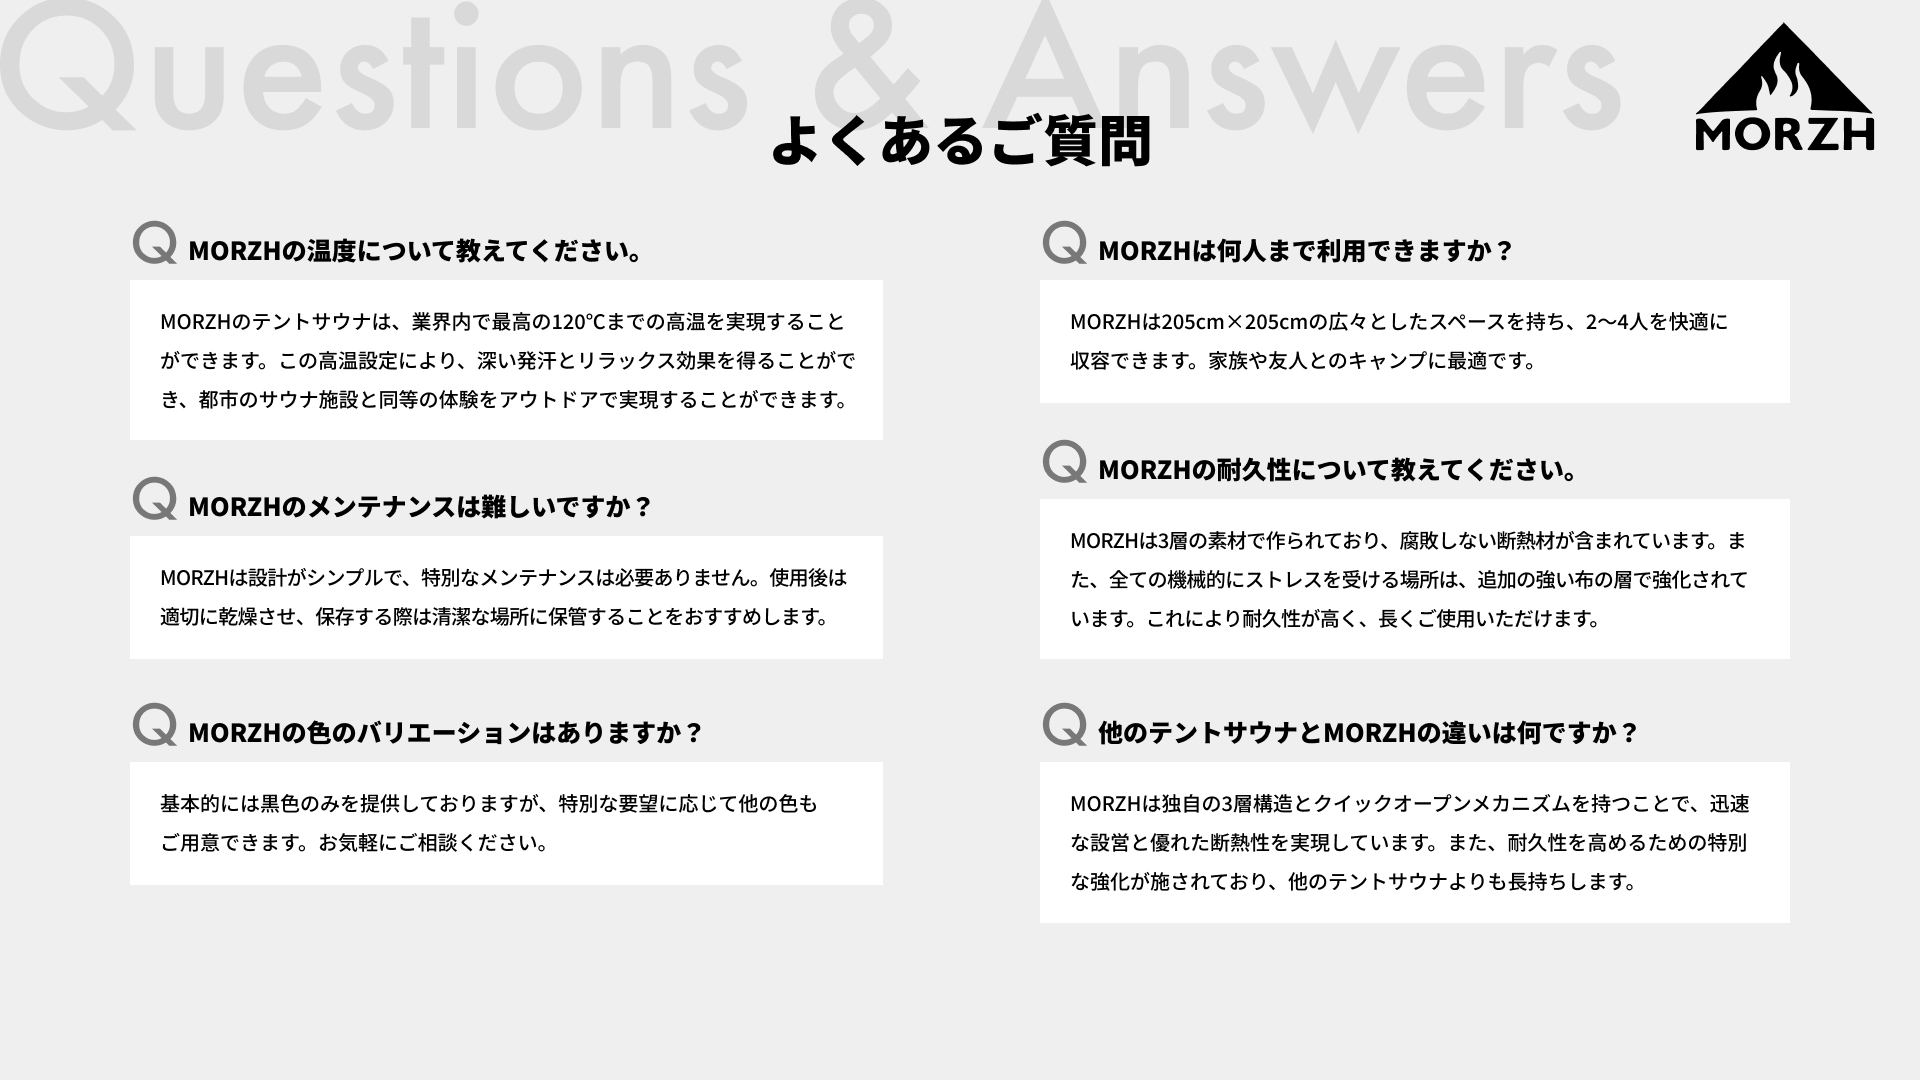 Questions & Answers
よくあるご質問
MORZH
Q MORZHの温度について教えてください。
MORZHのテントサウナは、業界内で最高の120℃までの高温を実現すること
ができます。この高温設定により、深い発汗とリラックス効果を得ることがで
き、都市のサウナ施設と同等の体験をアウトドアで実現することができます。
Q MORZHのメンテナンスは難しいですか？
MORZHは設計がシンプルで、特別なメンテナンスは必要ありません。使用後は
適切に乾燥させ、保存する際は清潔な場所に保管することをおすすめします。
Q MORZHの色のバリエーションはありますか？
基本的には黒色のみを提供しておりますが、特別な要望に応じて他の色も
ご用意できます。お気軽にご相談ください。
Q MORZHは何人まで利用できますか？
MORZHは205cm×205cmの広々としたスペースを持ち、2〜4人を快適に
収容できます。家族や友人とのキャンプに最適です。
Q MORZHの耐久性について教えてください。
MORZHは3層の素材で作られており、腐敗しない断熱材が含まれています。ま
た、全ての機械的にストレスを受ける場所は、追加の強い布の層で強化されて
います。これにより耐久性が高く、長くご使用いただけます。
Q 他のテントサウナとMORZHの違いは何ですか？
MORZHは独自の3層構造とクイックオープンメカニズムを持つことで、迅速
な設営と優れた断熱性を実現しています。また、耐久性を高めるための特別
な強化が施されており、他のテントサウナよりも長持ちします。